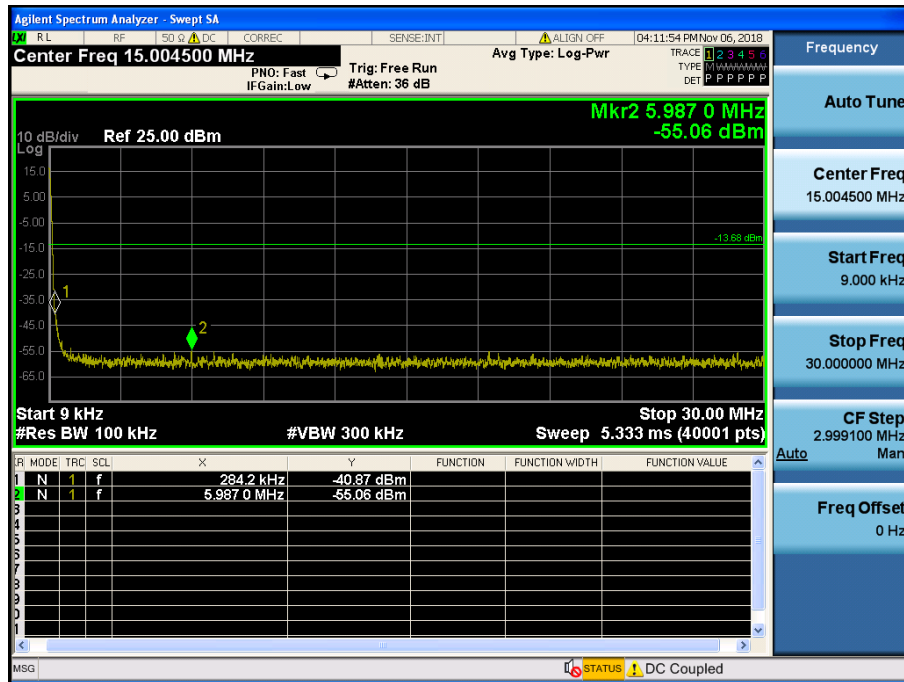 Agilent Spectrum Analyzer - Swept SA
LXI RL RF 50 Ω DC CORREC SENSE:INT ALIGN OFF 04:11:54 PM Nov 06, 2018
Center Freq 15.004500 MHz
PNO: Fast
IFGain:Low
Trig: Free Run
#Atten: 36 dB
Avg Type: Log-Pwr
TRACE 1 2 3 4 5 6
TYPE M W W W W W
DET P P P P P P
Mkr2 5.987 0 MHz
-55.06 dBm
10 dB/div Ref 25.00 dBm
Log
15.0
5.00
-5.00
-15.0
-13.68 dBm
-25.0
-35.0
1
-45.0
2
-55.0
-65.0
Start 9 kHz Stop 30.00 MHz
#Res BW 100 kHz #VBW 300 kHz Sweep 5.333 ms (40001 pts)
MODE TRC SCL X Y FUNCTION FUNCTION WIDTH FUNCTION VALUE
1 N 1 f 284.2 kHz -40.87 dBm
2 N 1 f 5.987 0 MHz -55.06 dBm
3
4
5
6
7
8
9
MSG STATUS DC Coupled
Frequency
Auto Tune
Center Freq
15.004500 MHz
Start Freq
9.000 kHz
Stop Freq
30.000000 MHz
CF Step
2.999100 MHz
Auto Man
Freq Offset
0 Hz